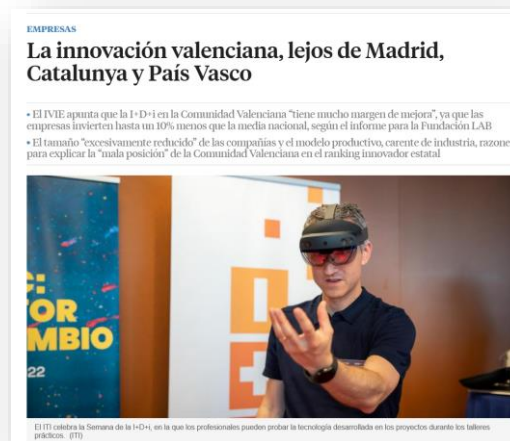 EMPRESAS
La innovación valenciana, lejos de Madrid,
Catalunya y País Vasco
• El IVIE apunta que la I+D+i en la Comunidad Valenciana “tiene mucho margen de mejora”, ya que las
empresas invierten hasta un 10% menos que la media nacional, según el informe para la Fundación LAB
• El tamaño “excesivamente reducido” de las compañías y el modelo productivo, carente de industria, razone
para explicar la “mala posición” de la Comunidad Valenciana en el ranking innovador estatal
C:
TOR
MBIO
22
El ITI celebra la Semana de la I+D+i, en la que los profesionales pueden probar la tecnología desarrollada en los proyectos durante los talleres
prácticos. (ITI)